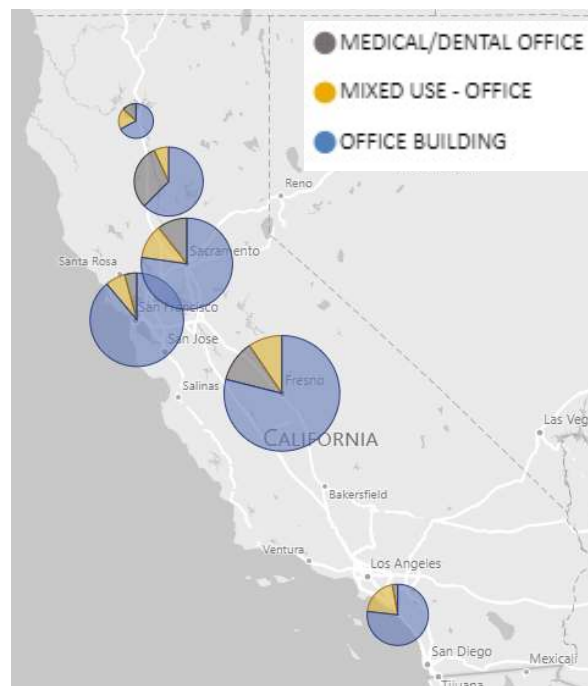 MEDICAL/DENTAL OFFICE
MIXED USE - OFFICE
OFFICE BUILDING
Reno
Sacramento
Santa Rosa
San Francisco
San Jose
Salinas
Fresno
CALIFORNIA
Las Veg
Bakersfield
Ventura
Los Angeles
San Diego
Mexicali
Tijuana